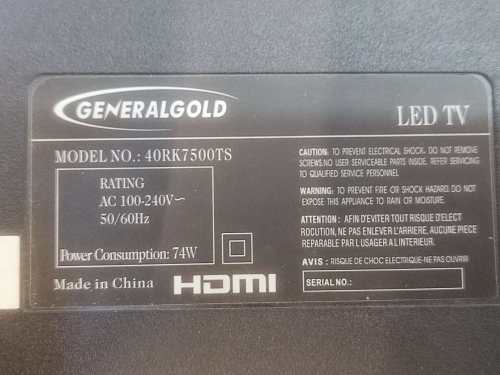 GENERALGOLD
LED TV
MODEL NO.: 40RK7500TS
RATING
AC 100-240V~
50/60Hz
Power Consumption: 74W
Made in China
HDMI
CAUTION: TO PREVENT ELECTRICAL SHOCK. DO NOT REMOVE
SCREWS.NO USER SERVICEABLE PARTS INSIDE. REFER SERVICING
TO QUALIFIED SERVICE PERSONNEL
WARNING: TO PREVENT FIRE OR SHOCK HAZARD. DO NOT
EXPOSE THIS APPLIANCE TO RAIN OR MOISTURE.
ATTENTION : AFIN D'EVITER TOUT RISQUE D'ELECT
ROCUTION, NE PAS ENLEVER L'ARRIERE, AUCUNE PIECE
REPARABLE PAR L USAGER AL INTERIEUR.
AVIS : RISQUE DE CHOC ELECTRIQUE-NE PAS OUVRIR
SERIAL NO.: